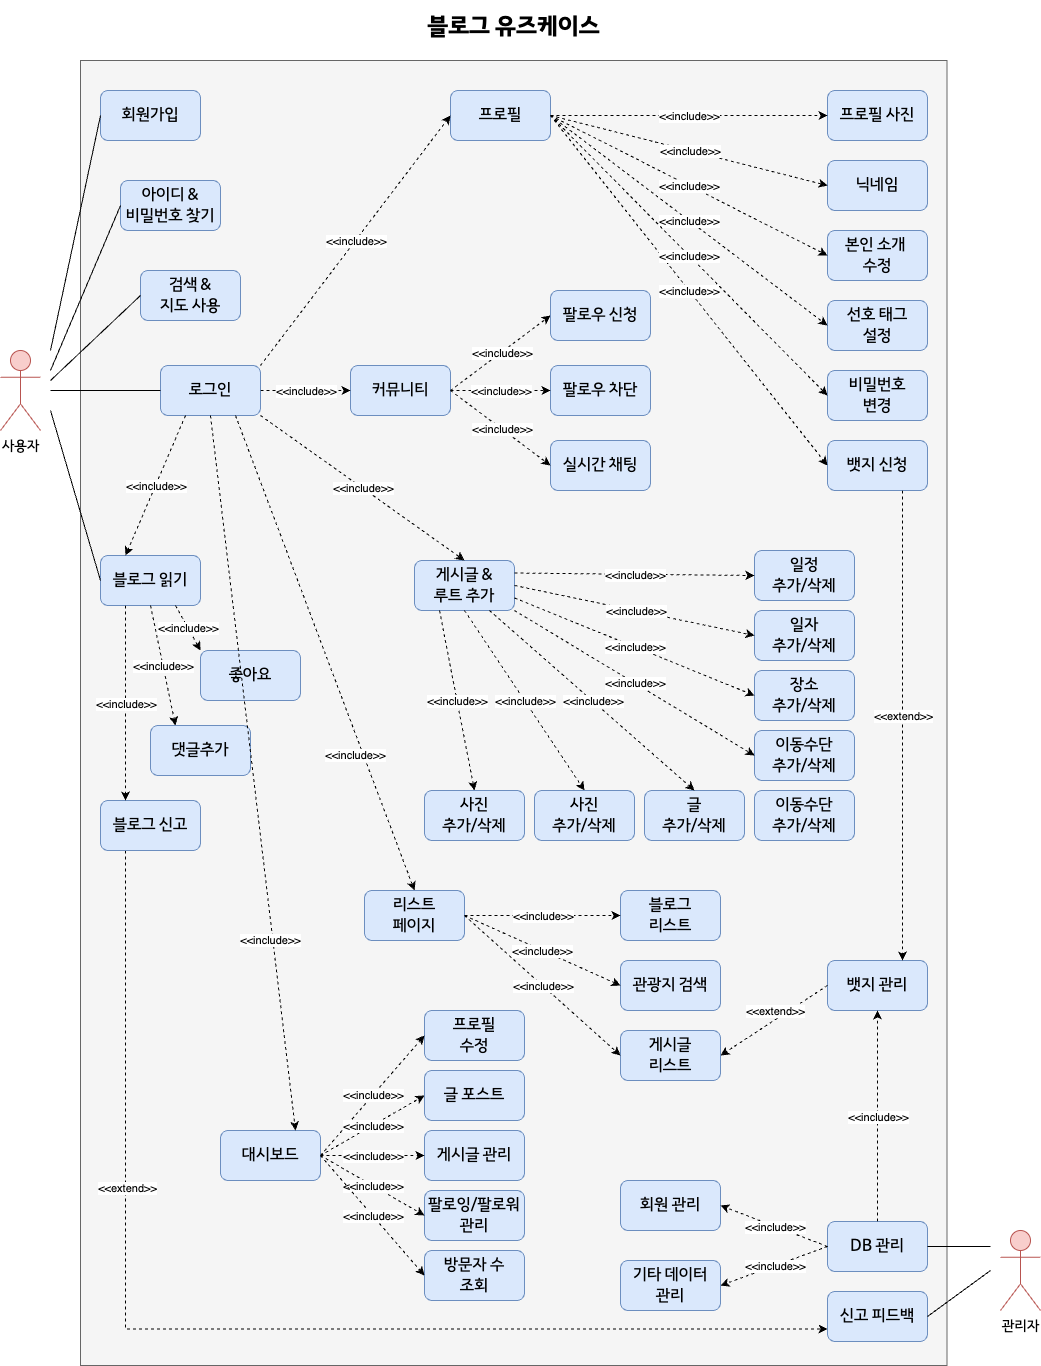 블로그 유즈케이스
회원가입
프로필
<<include>>
프로필 사진
<<include>>
닉네임
아이디 &
비밀번호 찾기
<<include>>
<<include>>
<<include>>
본인 소개
수정
<<include>>
검색 &
지도 사용
<<include>>
팔로우 신청
선호 태그
설정
<<include>>
사용자
로그인
<<include>>
커뮤니티
<<include>>
팔로우 차단
비밀번호
변경
<<include>>
실시간 채팅
뱃지 신청
<<include>>
<<include>>
블로그 읽기
게시글 &
루트 추가
<<include>>
일정
추가/삭제
<<include>>
<<include>>
일자
추가/삭제
<<include>>
<<include>>
좋아요
<<include>>
장소
추가/삭제
<<include>>
<<include>>
<<include>>
<<include>>
<<extend>>
댓글추가
<<include>>
이동수단
추가/삭제
블로그 신고
사진
추가/삭제
사진
추가/삭제
글
추가/삭제
이동수단
추가/삭제
리스트
페이지
<<include>>
블로그
리스트
<<include>>
<<include>>
관광지 검색
뱃지 관리
<<include>>
<<extend>>
프로필
수정
게시글
리스트
<<include>>
글 포스트
<<include>>
<<include>>
대시보드
<<include>>
게시글 관리
<<extend>>
<<include>>
팔로잉/팔로워
관리
회원 관리
<<include>>
<<include>>
DB 관리
방문자 수
조회
<<include>>
기타 데이터
관리
신고 피드백
관리자